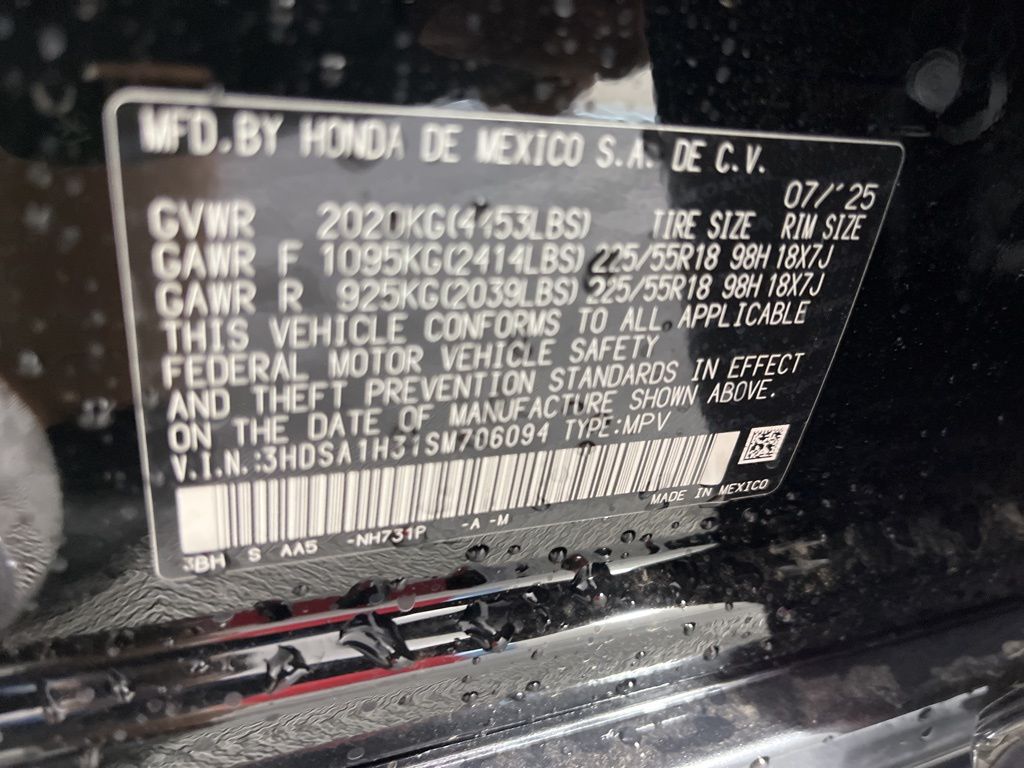 MFD.BY HONDA DE MEXICO S.A. DE C.V.
07/'25
GVWR 2020KG(4453LBS) TIRE SIZE RIM SIZE
GAWR F 1095KG(2414LBS) 225/55R18 98H 18X7J
GAWR R 925KG(2039LBS) 225/55R18 98H 18X7J
THIS VEHICLE CONFORMS TO ALL APPLICABLE
FEDERAL MOTOR VEHICLE SAFETY
AND THEFT PREVENTION STANDARDS IN EFFECT
ON THE DATE OF MANUFACTURE SHOWN ABOVE.
V.I.N.:3HDSA1H31SM706094 TYPE:MPV
MADE IN MEXICO
3BH S AA5 -NH731P -A -M